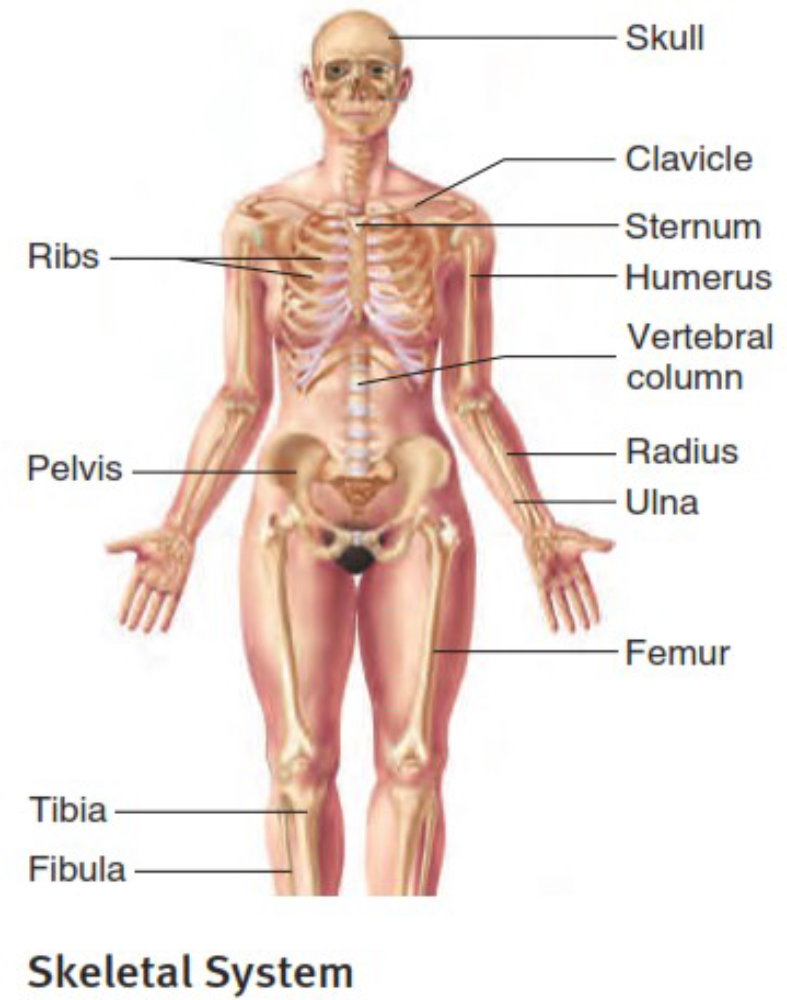 Skull
Clavicle
Sternum
Ribs
Humerus
Vertebral
column
Radius
Pelvis
Ulna
Femur
Tibia
Fibula
Skeletal System